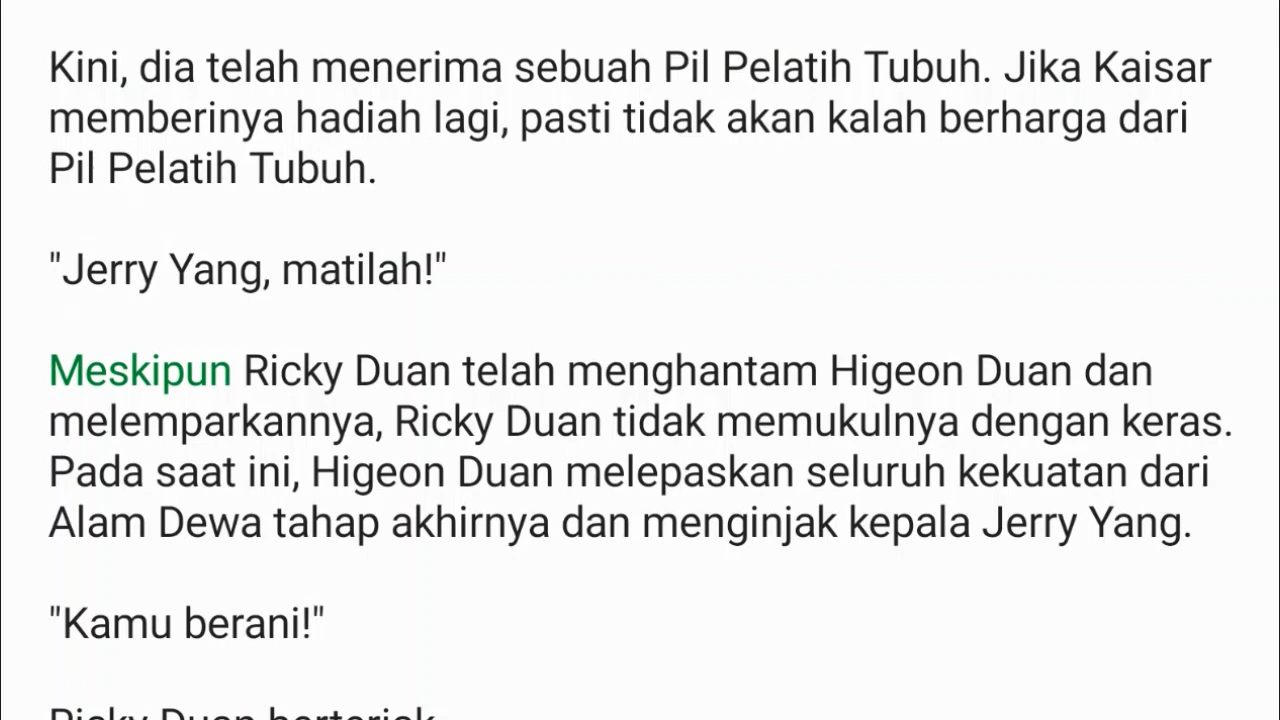 Kini, dia telah menerima sebuah Pil Pelatih Tubuh. Jika Kaisar
memberinya hadiah lagi, pasti tidak akan kalah berharga dari
Pil Pelatih Tubuh.
"Jerry Yang, matilah!"
Meskipun Ricky Duan telah menghantam Higeon Duan dan
melemparkannya, Ricky Duan tidak memukulnya dengan keras.
Pada saat ini, Higeon Duan melepaskan seluruh kekuatan dari
Alam Dewa tahap akhirnya dan menginjak kepala Jerry Yang.
"Kamu berani!"
Ricky Duan berteriak